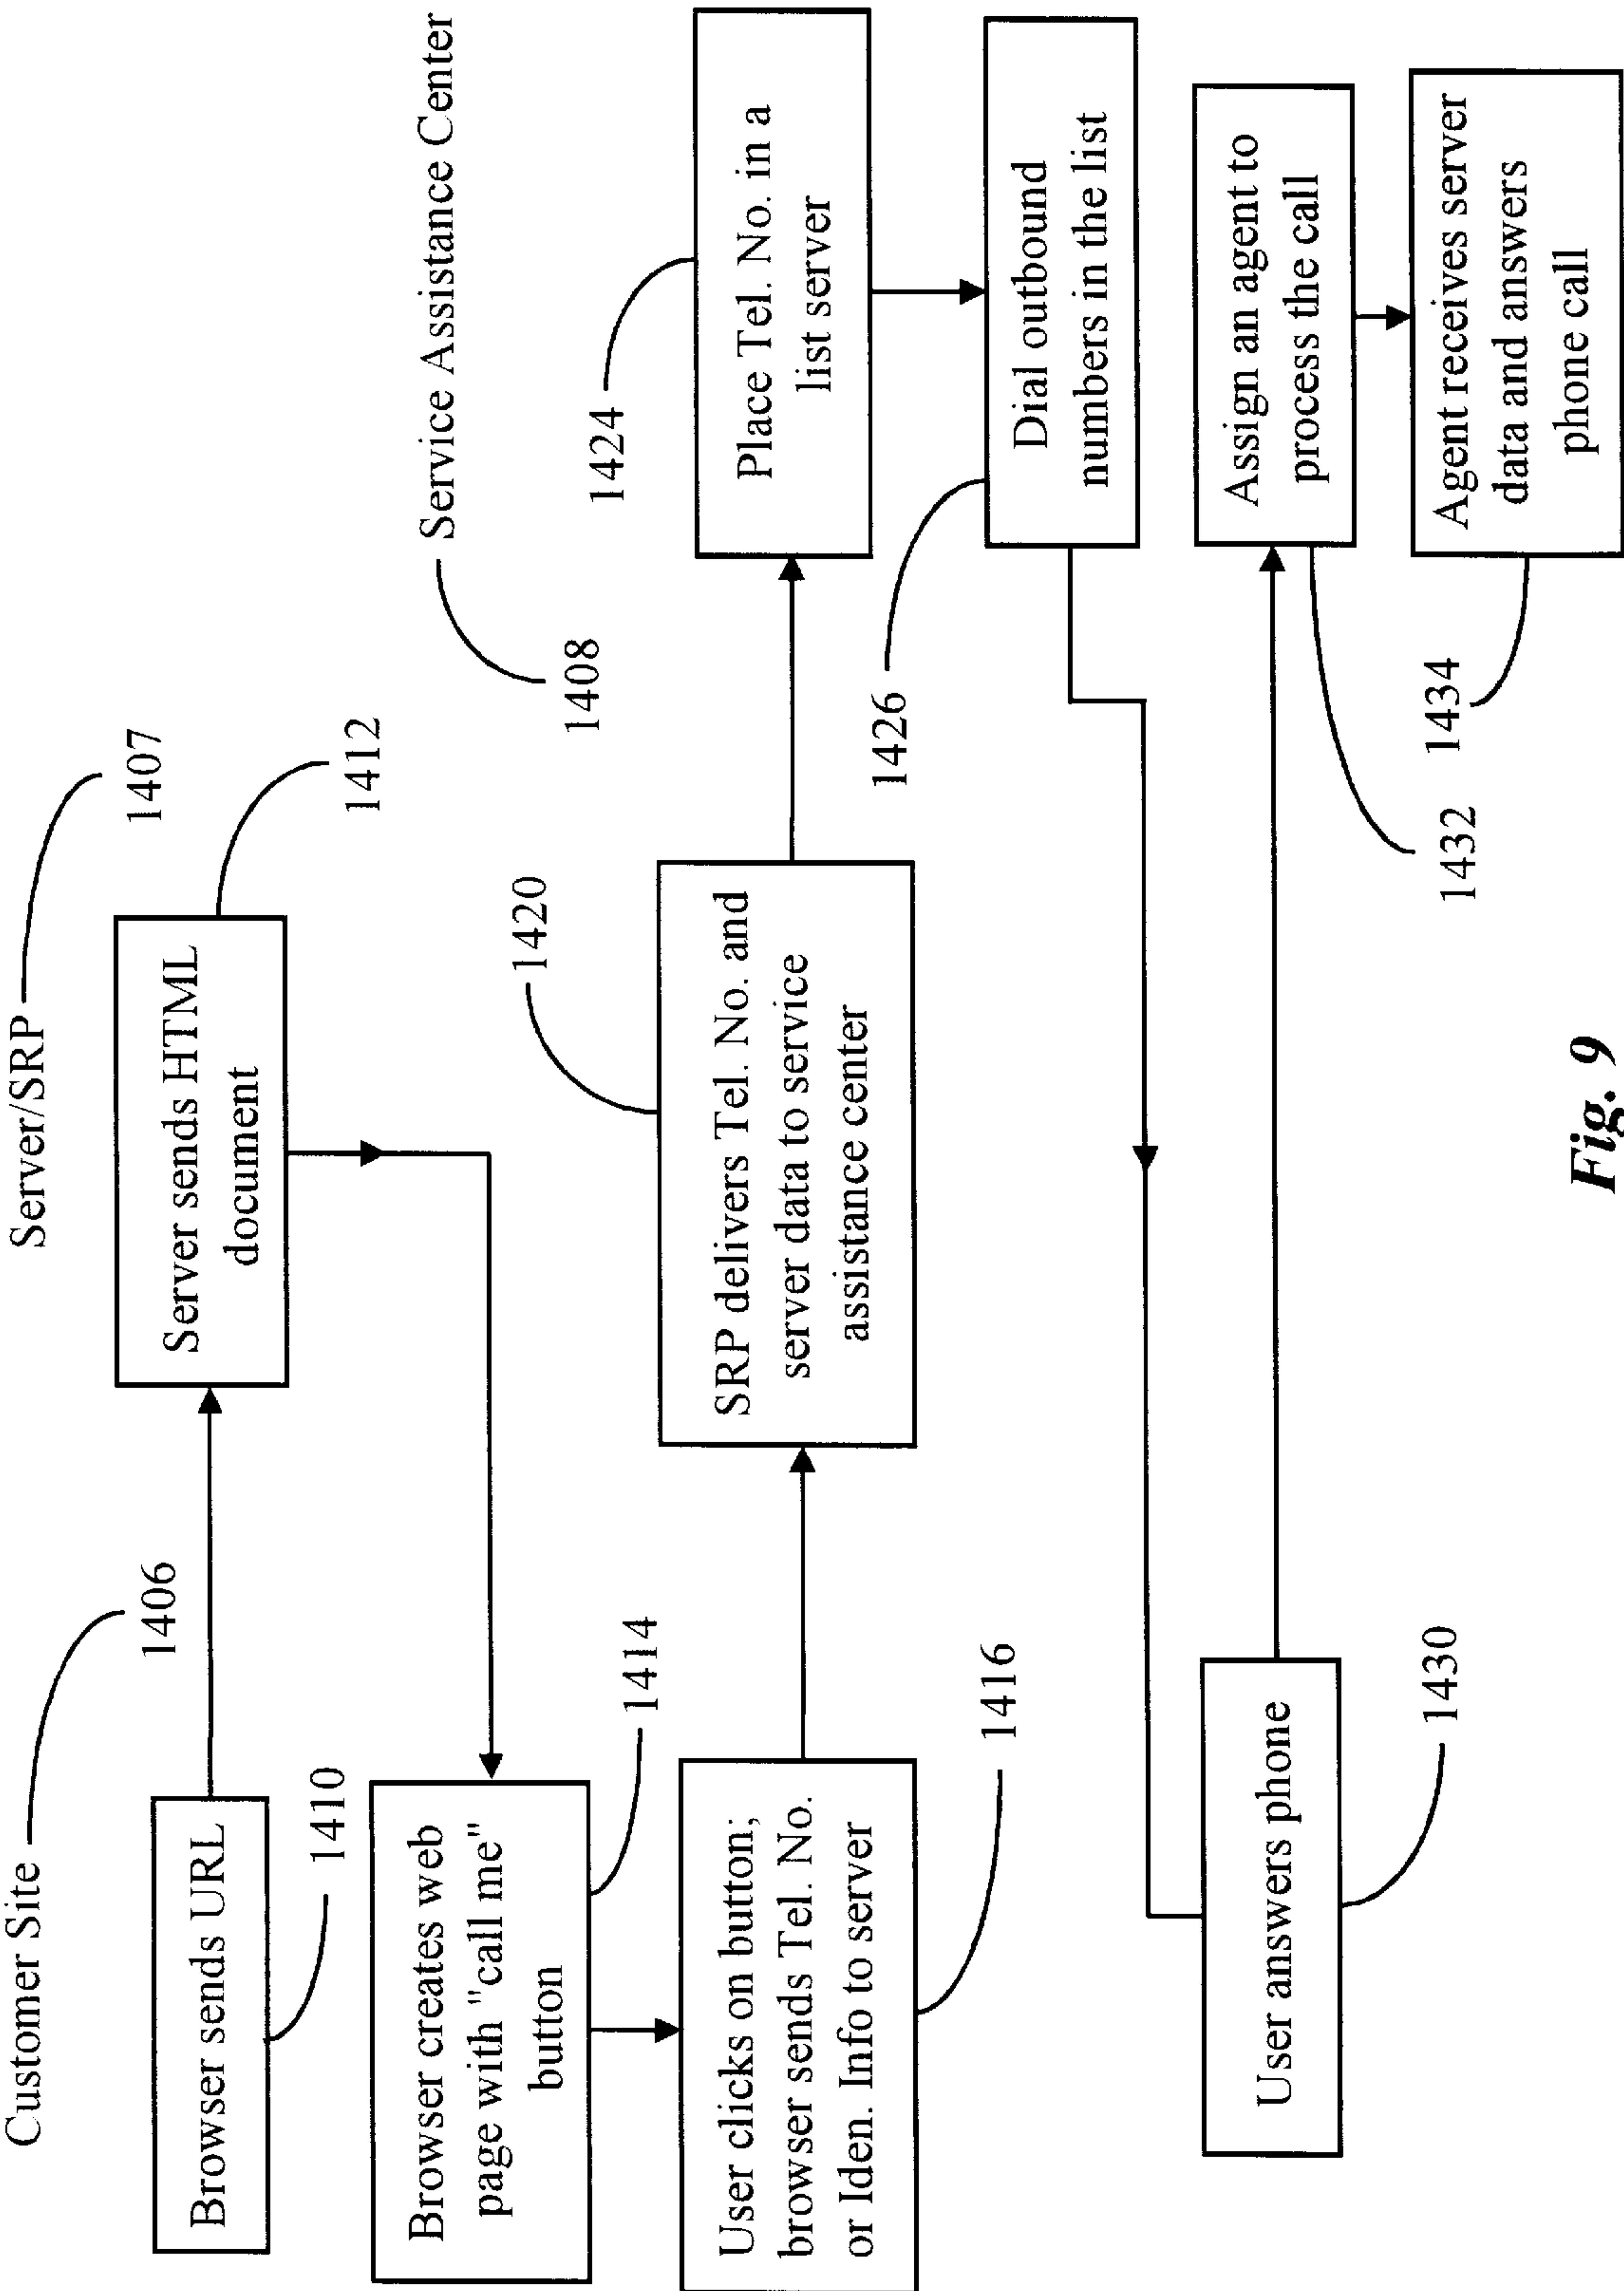 Customer Site
1406
Server/SRP
1407
Service Assistance Center
1408
Browser sends URL
1410
Server sends HTML
document
1412
Browser creates web
page with "call me"
button
1414
User clicks on button;
browser sends Tel. No.
or Iden. Info to server
1416
SRP delivers Tel. No. and
server data to service
assistance center
1420
Place Tel. No. in a
list server
1424
Dial outbound
numbers in the list
1426
User answers phone
1430
Assign an agent to
process the call
1432
Agent receives server
data and answers
phone call
1434
Fig. 9